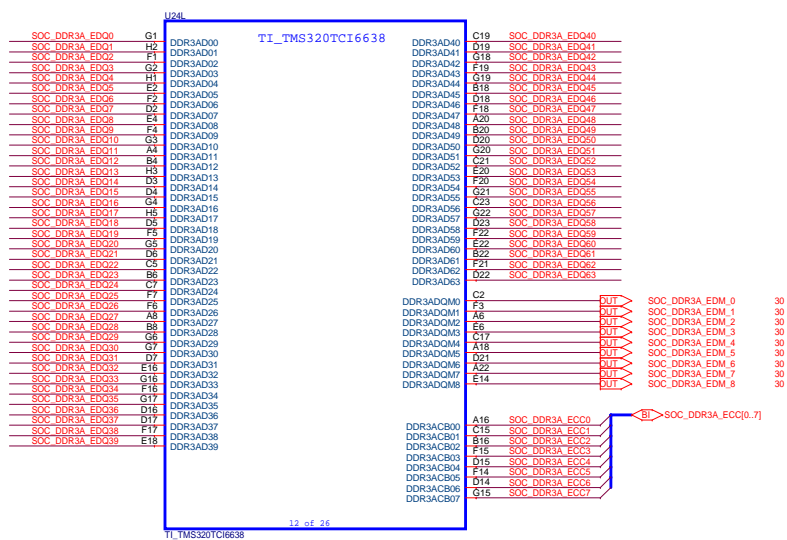 U24L
TI_TMS320TCI6638
SOC_DDR3A_EDQ0 G1 DDR3AD00
SOC_DDR3A_EDQ1 H2 DDR3AD01
SOC_DDR3A_EDQ2 F1 DDR3AD02
SOC_DDR3A_EDQ3 G2 DDR3AD03
SOC_DDR3A_EDQ4 H1 DDR3AD04
SOC_DDR3A_EDQ5 E2 DDR3AD05
SOC_DDR3A_EDQ6 F2 DDR3AD06
SOC_DDR3A_EDQ7 D2 DDR3AD07
SOC_DDR3A_EDQ8 E4 DDR3AD08
SOC_DDR3A_EDQ9 F4 DDR3AD09
SOC_DDR3A_EDQ10 G3 DDR3AD10
SOC_DDR3A_EDQ11 A4 DDR3AD11
SOC_DDR3A_EDQ12 B4 DDR3AD12
SOC_DDR3A_EDQ13 H3 DDR3AD13
SOC_DDR3A_EDQ14 D3 DDR3AD14
SOC_DDR3A_EDQ15 D4 DDR3AD15
SOC_DDR3A_EDQ16 G4 DDR3AD16
SOC_DDR3A_EDQ17 H5 DDR3AD17
SOC_DDR3A_EDQ18 D5 DDR3AD18
SOC_DDR3A_EDQ19 F5 DDR3AD19
SOC_DDR3A_EDQ20 G5 DDR3AD20
SOC_DDR3A_EDQ21 D6 DDR3AD21
SOC_DDR3A_EDQ22 C5 DDR3AD22
SOC_DDR3A_EDQ23 B6 DDR3AD23
SOC_DDR3A_EDQ24 C7 DDR3AD24
SOC_DDR3A_EDQ25 F7 DDR3AD25
SOC_DDR3A_EDQ26 F6 DDR3AD26
SOC_DDR3A_EDQ27 A8 DDR3AD27
SOC_DDR3A_EDQ28 B8 DDR3AD28
SOC_DDR3A_EDQ29 G6 DDR3AD29
SOC_DDR3A_EDQ30 G7 DDR3AD30
SOC_DDR3A_EDQ31 D7 DDR3AD31
SOC_DDR3A_EDQ32 E16 DDR3AD32
SOC_DDR3A_EDQ33 G16 DDR3AD33
SOC_DDR3A_EDQ34 F16 DDR3AD34
SOC_DDR3A_EDQ35 G17 DDR3AD35
SOC_DDR3A_EDQ36 D16 DDR3AD36
SOC_DDR3A_EDQ37 D17 DDR3AD37
SOC_DDR3A_EDQ38 F17 DDR3AD38
SOC_DDR3A_EDQ39 E18 DDR3AD39
DDR3AD40 C19 SOC_DDR3A_EDQ40
DDR3AD41 D19 SOC_DDR3A_EDQ41
DDR3AD42 G18 SOC_DDR3A_EDQ42
DDR3AD43 F19 SOC_DDR3A_EDQ43
DDR3AD44 G19 SOC_DDR3A_EDQ44
DDR3AD45 B18 SOC_DDR3A_EDQ45
DDR3AD46 D18 SOC_DDR3A_EDQ46
DDR3AD47 F18 SOC_DDR3A_EDQ47
DDR3AD48 A20 SOC_DDR3A_EDQ48
DDR3AD49 B20 SOC_DDR3A_EDQ49
DDR3AD50 D20 SOC_DDR3A_EDQ50
DDR3AD51 G20 SOC_DDR3A_EDQ51
DDR3AD52 C21 SOC_DDR3A_EDQ52
DDR3AD53 E20 SOC_DDR3A_EDQ53
DDR3AD54 F20 SOC_DDR3A_EDQ54
DDR3AD55 G21 SOC_DDR3A_EDQ55
DDR3AD56 C23 SOC_DDR3A_EDQ56
DDR3AD57 G22 SOC_DDR3A_EDQ57
DDR3AD58 D23 SOC_DDR3A_EDQ58
DDR3AD59 F22 SOC_DDR3A_EDQ59
DDR3AD60 E22 SOC_DDR3A_EDQ60
DDR3AD61 B22 SOC_DDR3A_EDQ61
DDR3AD62 F21 SOC_DDR3A_EDQ62
DDR3AD63 D22 SOC_DDR3A_EDQ63
DDR3ADQM0 C2 OUT SOC_DDR3A_EDM_0 30
DDR3ADQM1 F3 OUT SOC_DDR3A_EDM_1 30
DDR3ADQM2 A6 OUT SOC_DDR3A_EDM_2 30
DDR3ADQM3 E6 OUT SOC_DDR3A_EDM_3 30
DDR3ADQM4 C17 OUT SOC_DDR3A_EDM_4 30
DDR3ADQM5 A18 OUT SOC_DDR3A_EDM_5 30
DDR3ADQM6 D21 OUT SOC_DDR3A_EDM_6 30
DDR3ADQM7 A22 OUT SOC_DDR3A_EDM_7 30
DDR3ADQM8 E14 OUT SOC_DDR3A_EDM_8 30
BI SOC_DDR3A_ECC[0..7]
DDR3ACB00 A16 SOC_DDR3A_ECC0
DDR3ACB01 C15 SOC_DDR3A_ECC1
DDR3ACB02 B16 SOC_DDR3A_ECC2
DDR3ACB03 F15 SOC_DDR3A_ECC3
DDR3ACB04 D15 SOC_DDR3A_ECC4
DDR3ACB05 F14 SOC_DDR3A_ECC5
DDR3ACB06 D14 SOC_DDR3A_ECC6
DDR3ACB07 G15 SOC_DDR3A_ECC7
12 of 26
TI_TMS320TCI6638